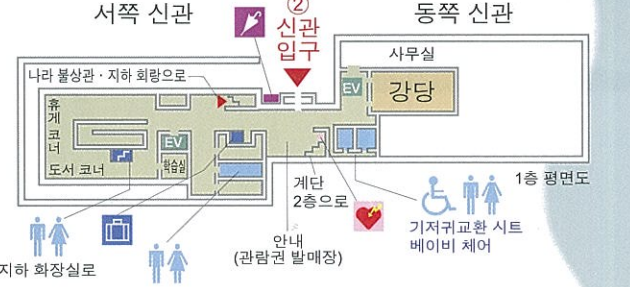 서쪽 신관
②
신관
입구
동쪽 신관
사무실
나라 불상관・지하 회랑으로
EV
강당
휴게 코너
EV
도서 코너
학습실
계단
2층으로
1층 평면도
기저귀교환 시트
베이비 체어
안내
(관람권 발매장)
지하 화장실로